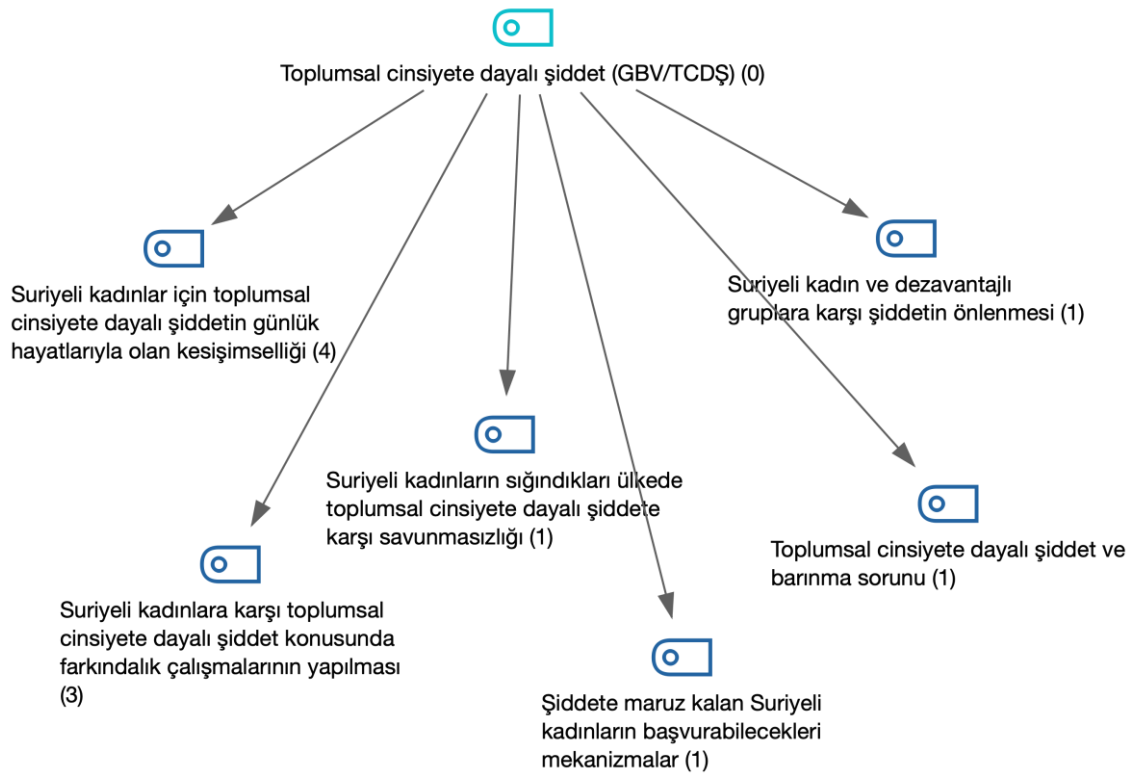 Toplumsal cinsiyete dayalı şiddet (GBV/TCDŞ) (0)
Suriyeli kadınlar için toplumsal
cinsiyete dayalı şiddetin günlük
hayatlarıyla olan kesişimselliği (4)
Suriyeli kadın ve dezavantajlı
gruplara karşı şiddetin önlenmesi (1)
Suriyeli kadınların sığındıkları ülkede
toplumsal cinsiyete dayalı şiddete
karşı savunmasızlığı (1)
Toplumsal cinsiyete dayalı şiddet ve
barınma sorunu (1)
Suriyeli kadınlara karşı toplumsal
cinsiyete dayalı şiddet konusunda
farkındalık çalışmalarının yapılması
(3)
Şiddete maruz kalan Suriyeli
kadınların başvurabilecekleri
mekanizmalar (1)